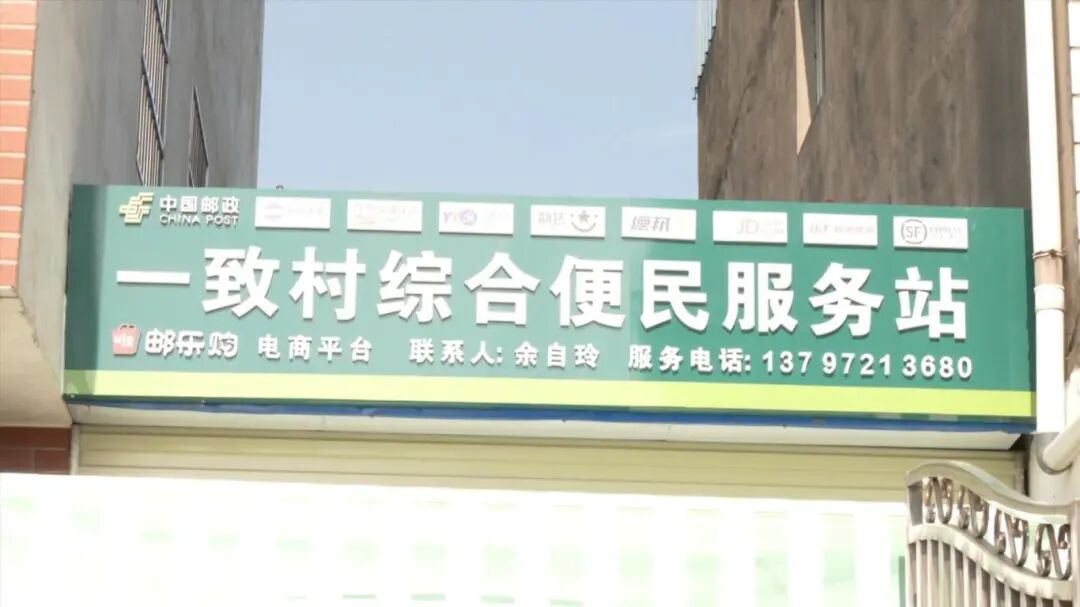 中国邮政
CHINA POST
德邦
JD
SF
一致村综合便民服务站
邮乐购 电商平台 联系人: 余自玲 服务电话: 137 9721 3680